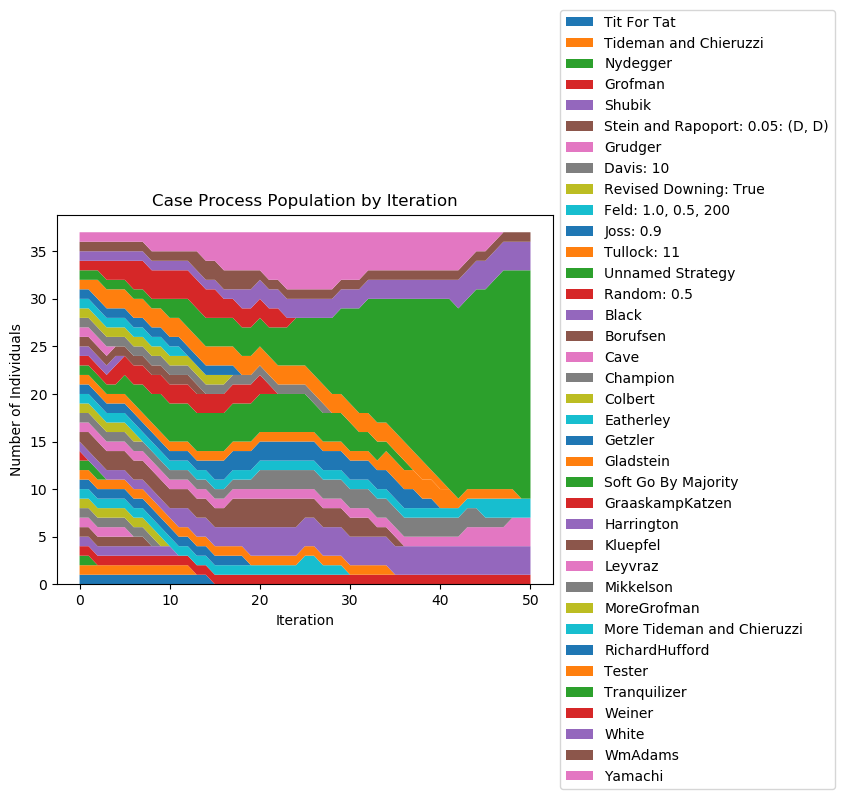 Case Process Population by Iteration
Number of Individuals
35
30
25
20
15
10
5
0
0 10 20 30 40 50
Iteration
Tit For Tat
Tideman and Chieruzzi
Nydegger
Grofman
Shubik
Stein and Rapoport: 0.05: (D, D)
Grudger
Davis: 10
Revised Downing: True
Feld: 1.0, 0.5, 200
Joss: 0.9
Tullock: 11
Unnamed Strategy
Random: 0.5
Black
Borufsen
Cave
Champion
Colbert
Eatherley
Getzler
Gladstein
Soft Go By Majority
GraaskampKatzen
Harrington
Kluepfel
Leyvraz
Mikkelson
MoreGrofman
More Tideman and Chieruzzi
RichardHufford
Tester
Tranquilizer
Weiner
White
WmAdams
Yamachi